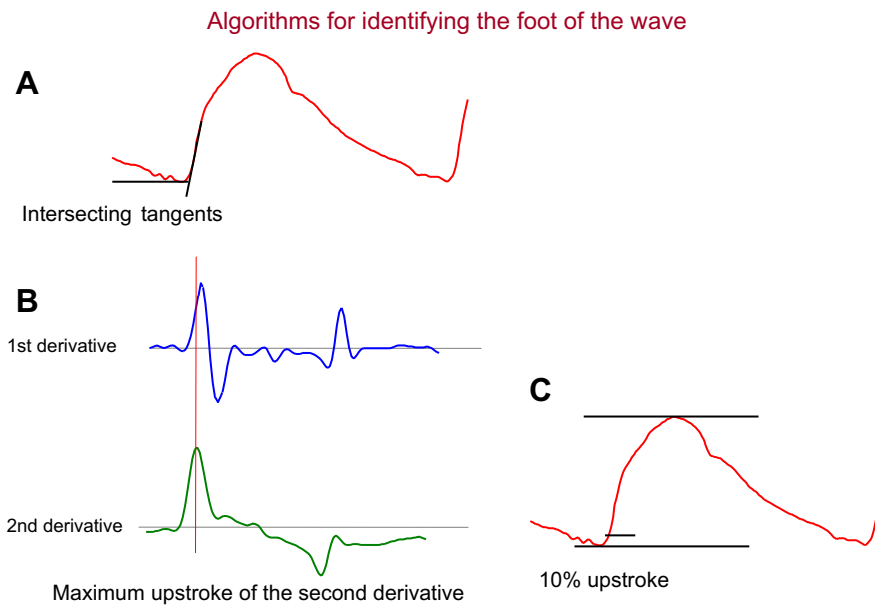 Algorithms for identifying the foot of the wave
A
Intersecting tangents
B
1st derivative
2nd derivative
Maximum upstroke of the second derivative
C
10% upstroke